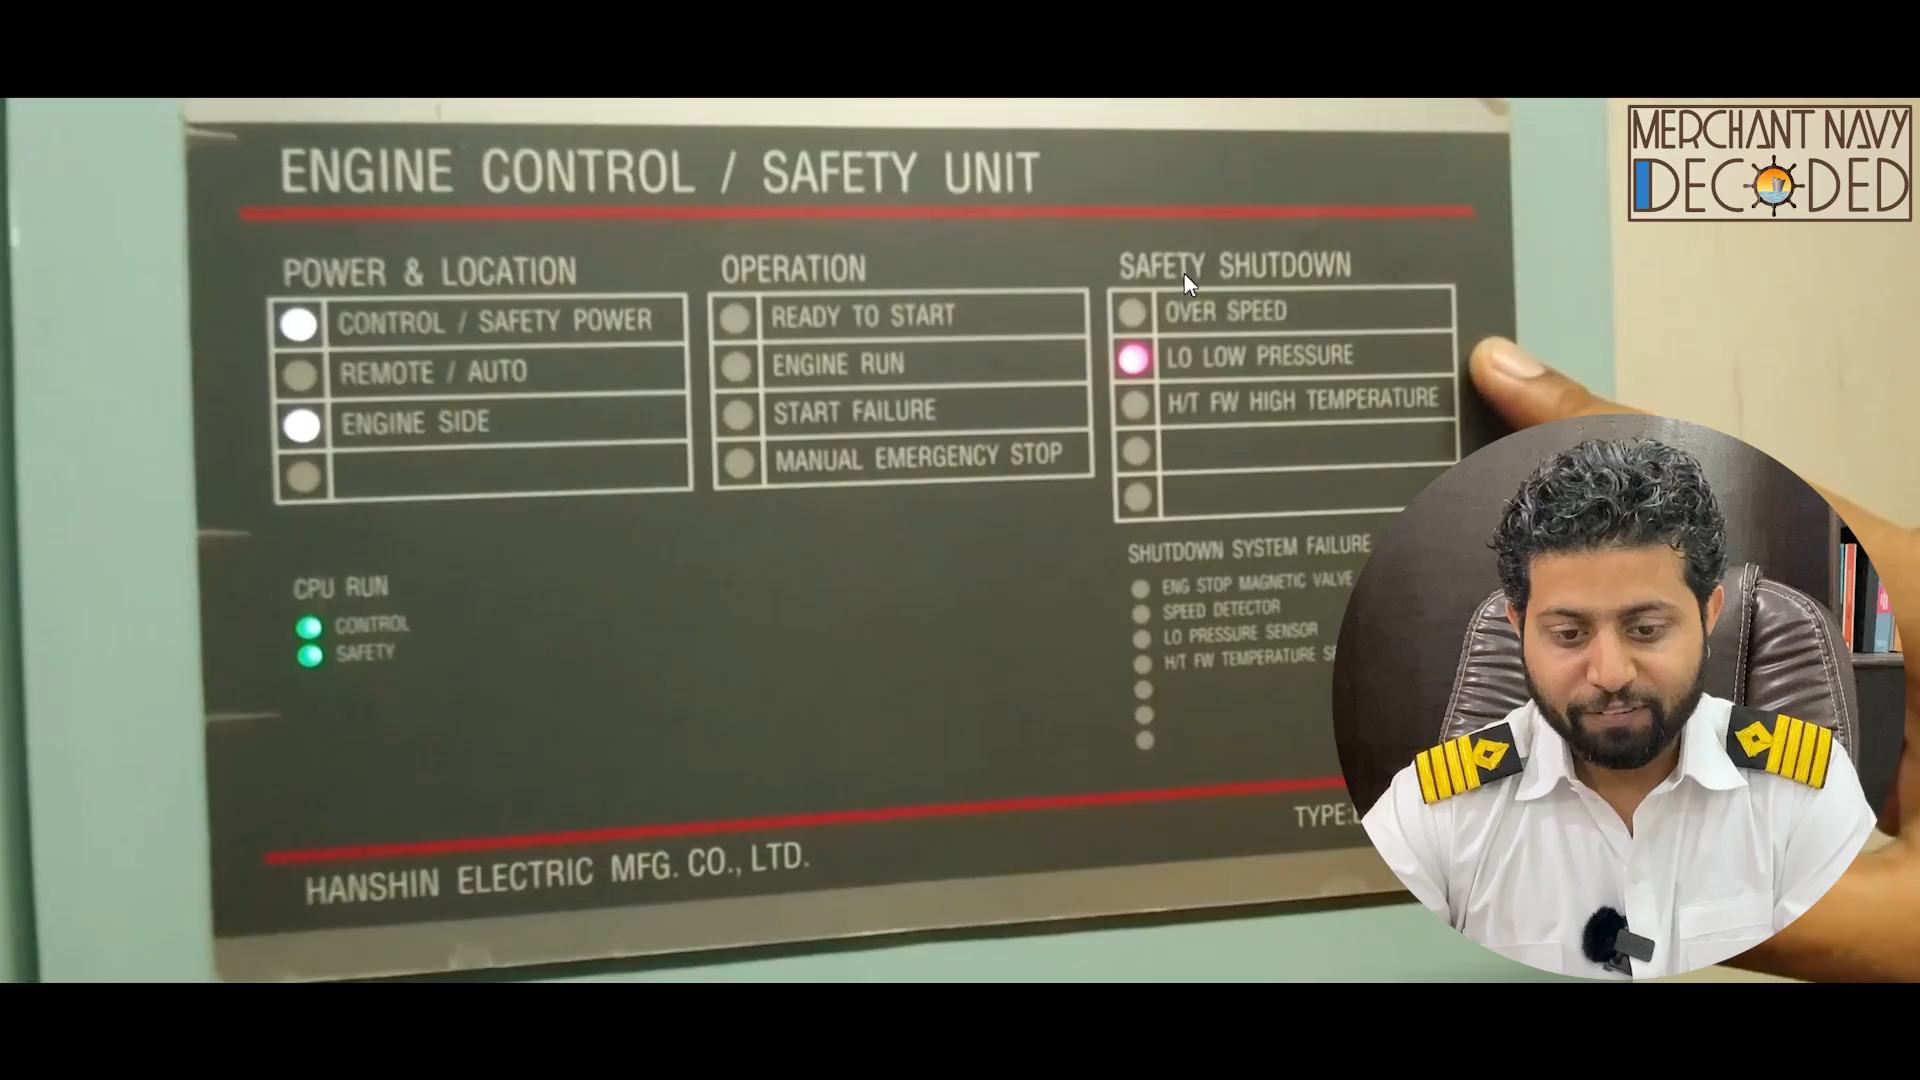 MERCHANT NAVY
DECODED
ENGINE CONTROL / SAFETY UNIT
POWER & LOCATION
CONTROL / SAFETY POWER
REMOTE / AUTO
ENGINE SIDE
OPERATION
READY TO START
ENGINE RUN
START FAILURE
MANUAL EMERGENCY STOP
SAFETY SHUTDOWN
OVER SPEED
LO LOW PRESSURE
H/T FW HIGH TEMPERATURE
SHUTDOWN SYSTEM FAILURE
ENG STOP MAGNETIC VALVE
SPEED DETECTOR
LO PRESSURE SENSOR
H/T FW TEMPERATURE
CPU RUN
CONTROL
SAFETY
TYPE:
HANSHIN ELECTRIC MFG. CO., LTD.